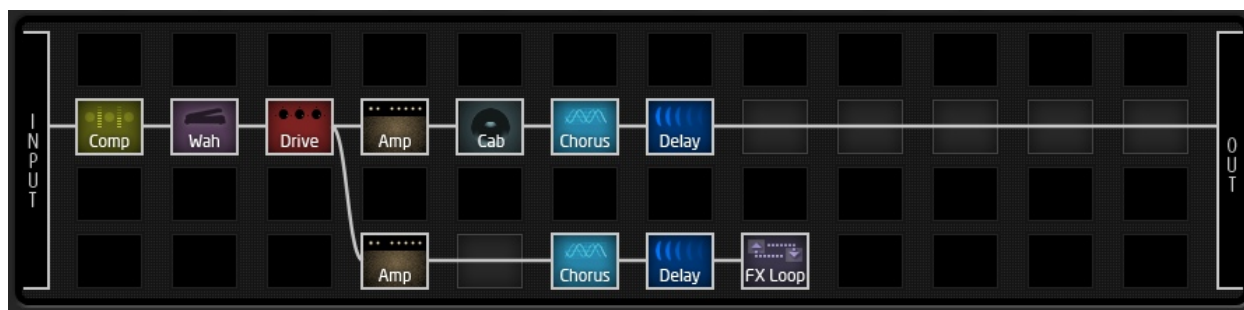 INPUT
Comp Wah Drive Amp Cab Chorus Delay
OUT
Amp Chorus Delay FX Loop